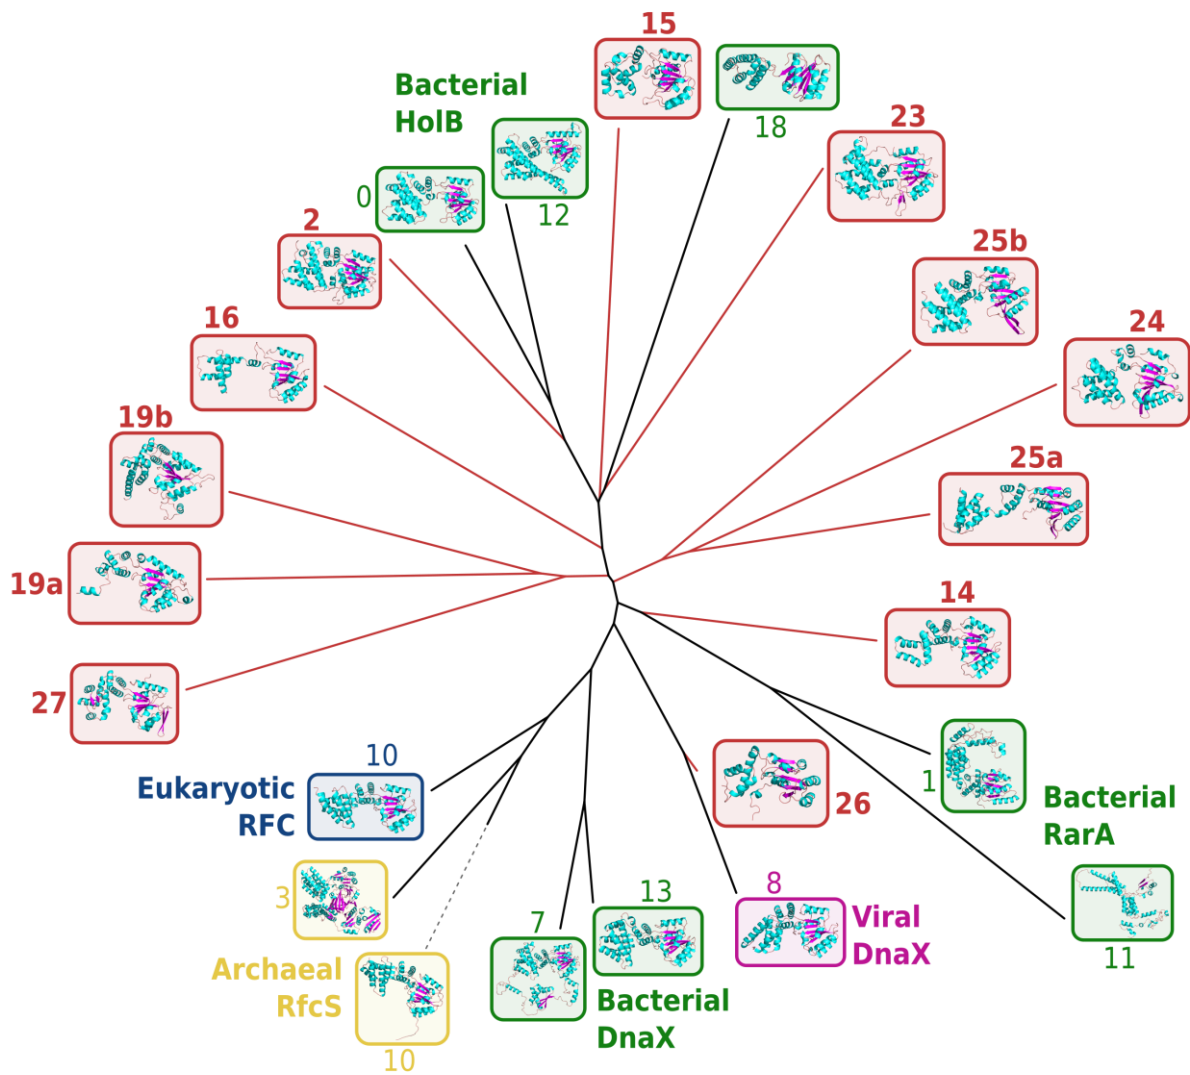 15
Bacterial
HolB
18
23
0
12
2
25b
16
24
19b
25a
19a
14
27
10
Eukaryotic
RFC
1
Bacterial
RarA
26
3
8
13
7
Viral
DnaX
Archaeal
RfcS
11
Bacterial
DnaX
10